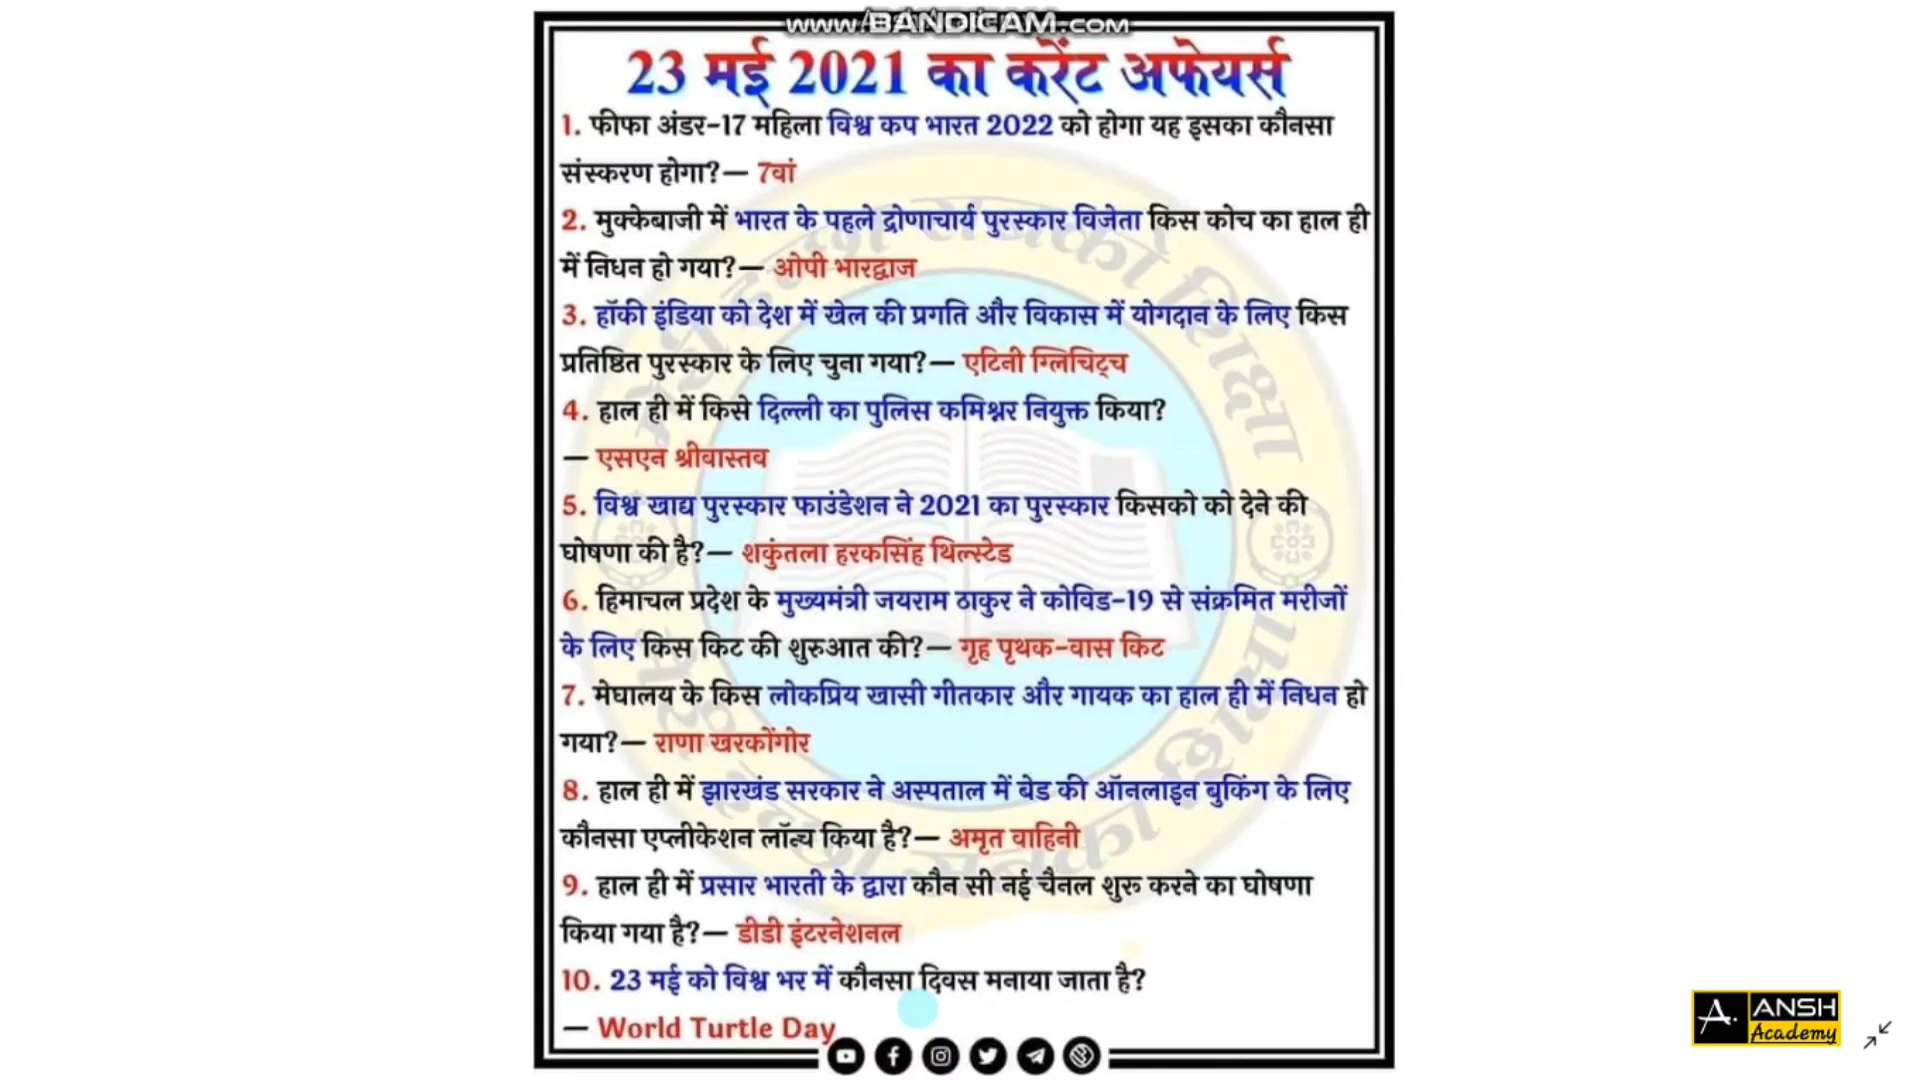 www.BANDICAM.com
23 मई 2021 का करेंट अफेयर्स
1. फीफा अंडर-17 महिला विश्व कप भारत 2022 को होगा यह इसका कौनसा
संस्करण होगा?— 7वां
2. मुक्केबाजी में भारत के पहले द्रोणाचार्य पुरस्कार विजेता किस कोच का हाल ही
में निधन हो गया?— ओपी भारद्वाज
3. हॉकी इंडिया को देश में खेल की प्रगति और विकास में योगदान के लिए किस
प्रतिष्ठित पुरस्कार के लिए चुना गया?— एटिनी ग्लिचिट्च
4. हाल ही में किसे दिल्ली का पुलिस कमिश्नर नियुक्त किया?
— एसएन श्रीवास्तव
5. विश्व खाद्य पुरस्कार फाउंडेशन ने 2021 का पुरस्कार किसको को देने की
घोषणा की है?— शकुंतला हरकसिंह थिल्स्टेड
6. हिमाचल प्रदेश के मुख्यमंत्री जयराम ठाकुर ने कोविड-19 से संक्रमित मरीजों
के लिए किस किट की शुरुआत की?— गृह पृथक-वास किट
7. मेघालय के किस लोकप्रिय खासी गीतकार और गायक का हाल ही में निधन हो
गया?— राणा खरकोंगोर
8. हाल ही में झारखंड सरकार ने अस्पताल में बेड की ऑनलाइन बुकिंग के लिए
कौनसा एप्लीकेशन लॉन्च किया है?— अमृत वाहिनी
9. हाल ही में प्रसार भारती के द्वारा कौन सी नई चैनल शुरू करने का घोषणा
किया गया है?— डीडी इंटरनेशनल
10. 23 मई को विश्व भर में कौनसा दिवस मनाया जाता है?
— World Turtle Day
A. ANSH
Academy